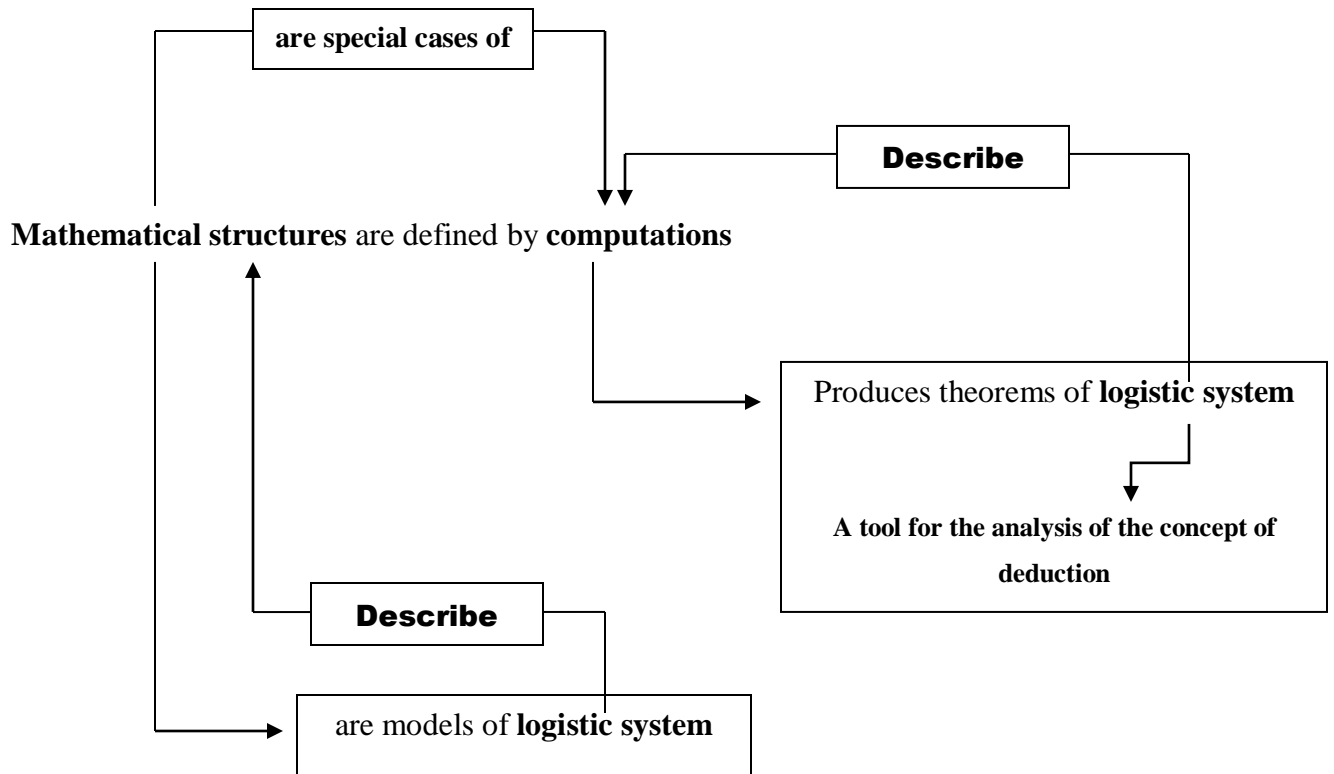 are special cases of
Describe
Mathematical structures are defined by computations
Produces theorems of logistic system
A tool for the analysis of the concept of
deduction
Describe
are models of logistic system